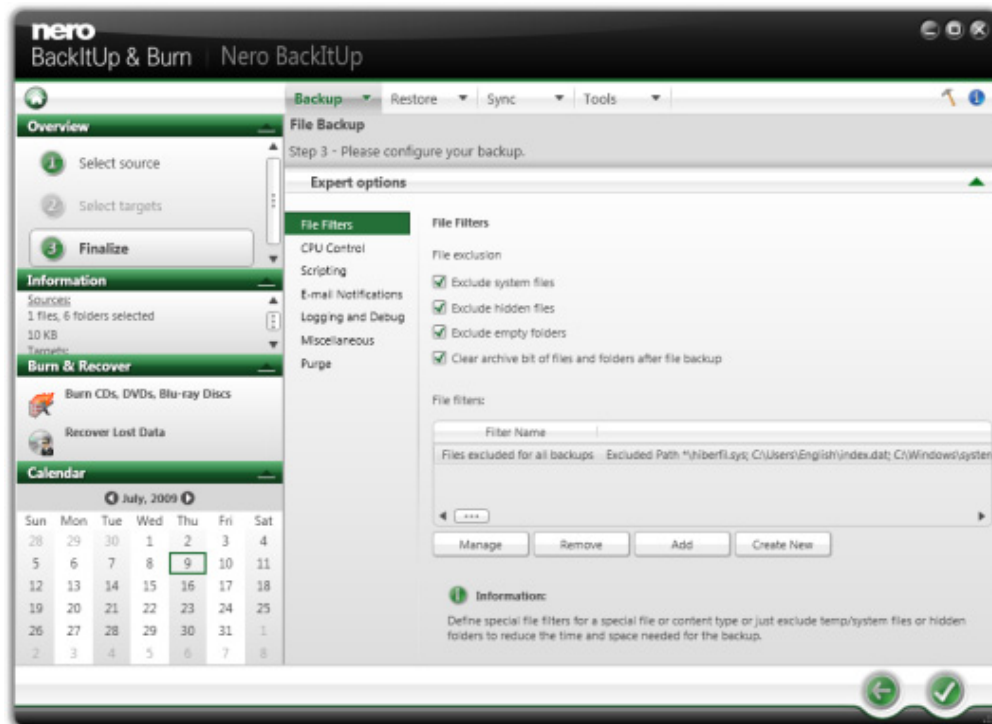 nero
BackItUp & Burn | Nero BackItUp
Backup Restore Sync Tools
Overview
1 Select source
2 Select targets
3 Finalize
Information
Sources:
1 files, 6 folders selected
10 KB
Targets:
Burn & Recover
Burn CDs, DVDs, Blu-ray Discs
Recover Lost Data
Calendar
July, 2009
Sun Mon Tue Wed Thu Fri Sat
28 29 30 1 2 3 4
5 6 7 8 9 10 11
12 13 14 15 16 17 18
19 20 21 22 23 24 25
26 27 28 29 30 31 1
2 3 4 5 6 7 8
File Backup
Step 3 - Please configure your backup.
Expert options
File Filters
CPU Control
Scripting
E-mail Notifications
Logging and Debug
Miscellaneous
Purge
File Filters
File exclusion
Exclude system files
Exclude hidden files
Exclude empty folders
Clear archive bit of files and folders after file backup
File filters:
Filter Name
Files excluded for all backups Excluded Path *\hiberfil.sys; C:\Users\English\index.dat; C:\Windows\system
Manage Remove Add Create New
Information:
Define special file filters for a special file or content type or just exclude temp/system files or hidden
folders to reduce the time and space needed for the backup.